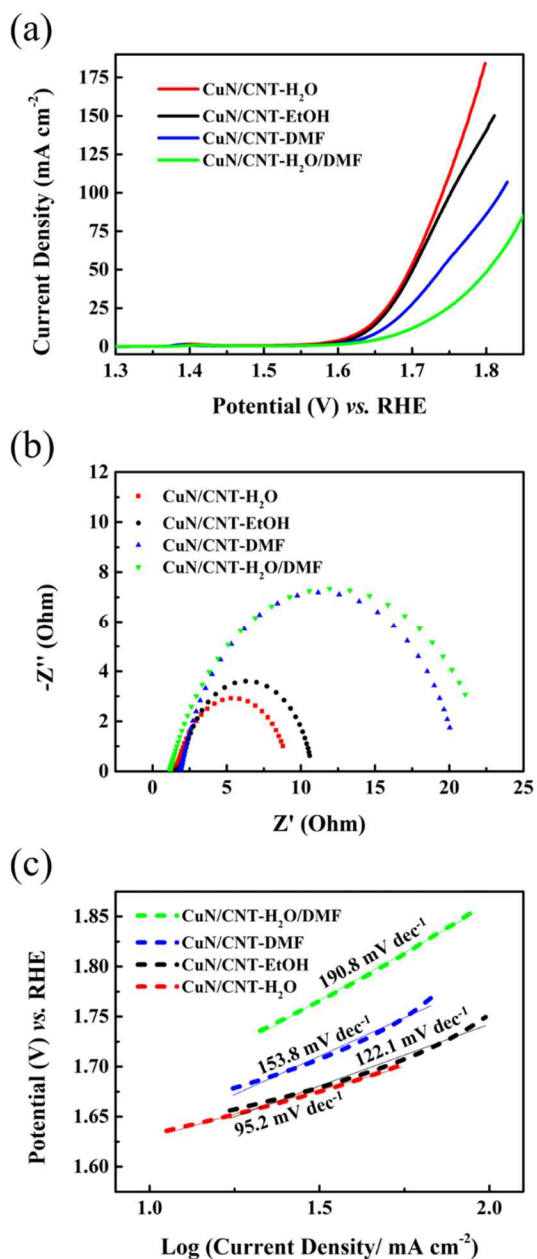 (a)
CuN/CNT-H₂O
CuN/CNT-EtOH
CuN/CNT-DMF
CuN/CNT-H₂O/DMF
Current Density (mA cm⁻²)
175
150
125
100
75
50
25
0
1.3 1.4 1.5 1.6 1.7 1.8
Potential (V) vs. RHE
(b)
CuN/CNT-H₂O
CuN/CNT-EtOH
CuN/CNT-DMF
CuN/CNT-H₂O/DMF
-Z'' (Ohm)
12
10
8
6
4
2
0
0 5 10 15 20 25
Z' (Ohm)
(c)
CuN/CNT-H₂O/DMF
CuN/CNT-DMF
CuN/CNT-EtOH
CuN/CNT-H₂O
Potential (V) vs. RHE
1.85
1.80
1.75
1.70
1.65
1.60
190.8 mV dec⁻¹
153.8 mV dec⁻¹
122.1 mV dec⁻¹
95.2 mV dec⁻¹
1.0 1.5 2.0
Log (Current Density/ mA cm⁻²)